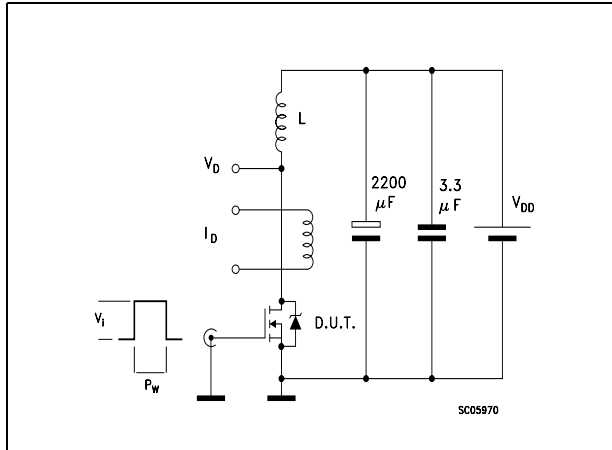 L
V_D
2200 μF
3.3 μF
V_DD
I_D
D.U.T.
V_i
P_W
SC05970